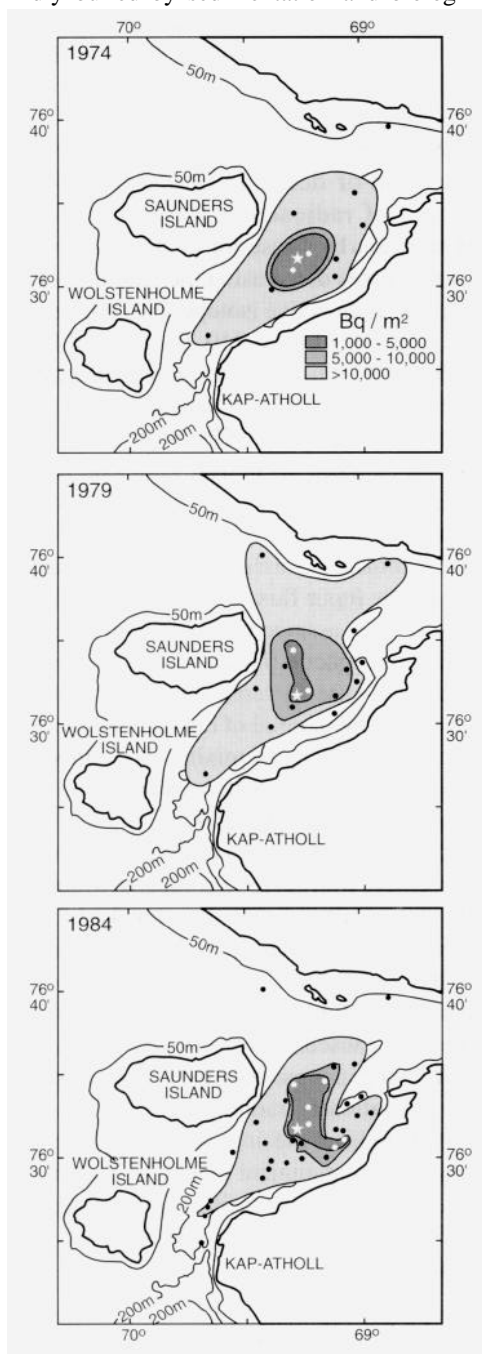 70° 69°
1974
50m
76° 76°
40' 40'
50m
SAUNDERS
ISLAND
76° 76°
30' 30'
WOLSTENHOLME
ISLAND
Bq / m²
1,000 - 5,000
5,000 - 10,000
>10,000
KAP-ATHOLL
200m
200m
1979
50m
76° 76°
40' 40'
50m
SAUNDERS
ISLAND
76° 76°
30' 30'
WOLSTENHOLME
ISLAND
KAP-ATHOLL
200m
200m
1984
50m
76° 76°
40' 40'
50m
SAUNDERS
ISLAND
76° 76°
30' 30'
WOLSTENHOLME
ISLAND
200m
KAP-ATHOLL
200m
200m
70° 69°